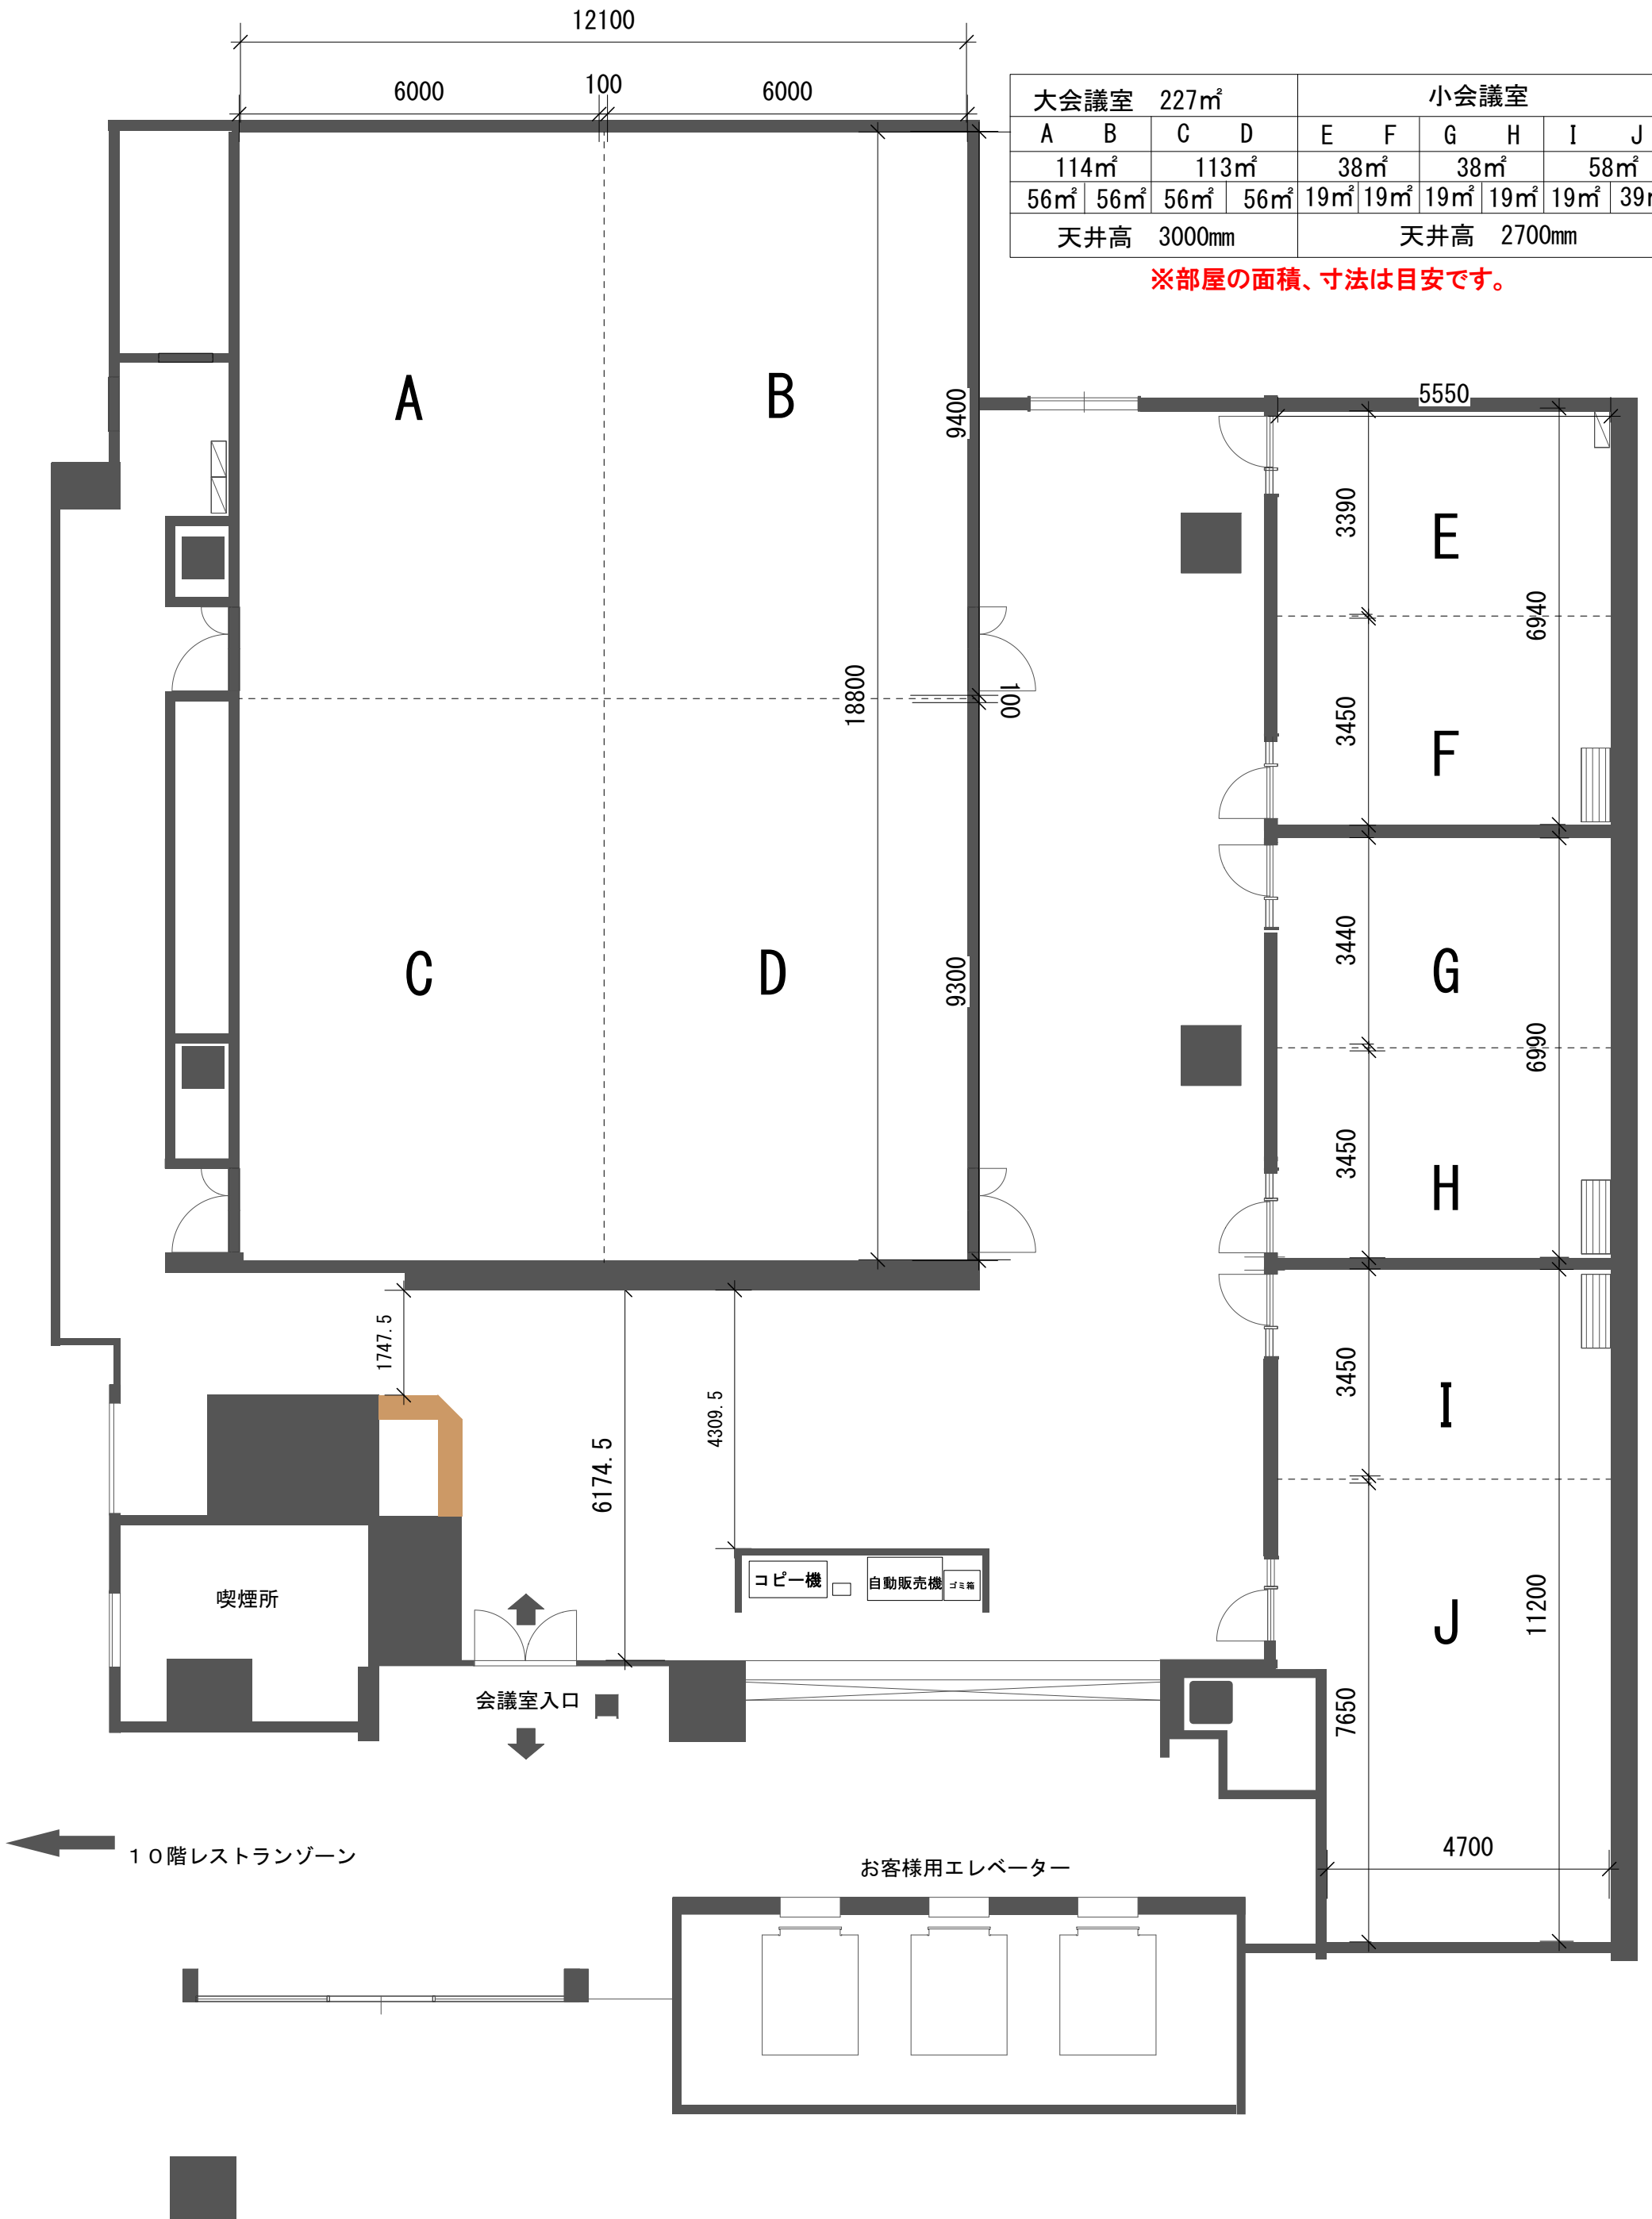 12100
6000 100 6000
大会議室 227㎡ 小会議室
A B C D E F G H I J
114㎡ 113㎡ 38㎡ 38㎡ 58㎡
56㎡ 56㎡ 56㎡ 56㎡ 19㎡ 19㎡ 19㎡ 19㎡ 19㎡
天井高 3000mm 天井高 2700mm
※部屋の面積、寸法は目安です。
A
B
9400
5550
3390
E
6940
18800
100
3450
F
C
D
9300
3440
G
6990
3450
H
1747.5
6174.5
4309.5
3450
I
コピー機
自動販売機
ゴミ箱
喫煙所
11200
J
会議室入口
7650
10階レストランゾーン
お客様用エレベーター
4700